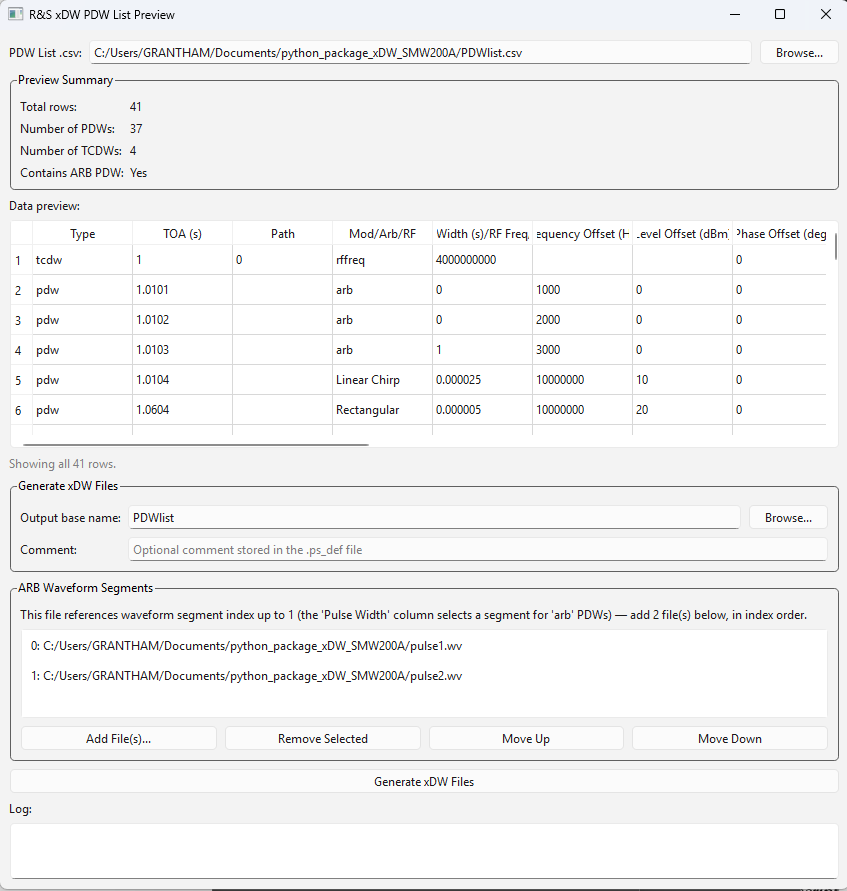 R&S xDW PDW List Preview
PDW List .csv: C:/Users/GRANTHAM/Documents/python_package_xDW_SMW200A/PDWlist.csv Browse...
Preview Summary
Total rows: 41
Number of PDWs: 37
Number of TCDWs: 4
Contains ARB PDW: Yes
Data preview:
Type TOA (s) Path Mod/Arb/RF Width (s)/RF Freq, equency Offset (H Level Offset (dBm) Phase Offset (deg
1 tcdw 1 0 rffreq 4000000000 0
2 pdw 1.0101 arb 0 1000 0 0
3 pdw 1.0102 arb 0 2000 0 0
4 pdw 1.0103 arb 1 3000 0 0
5 pdw 1.0104 Linear Chirp 0.000025 10000000 10 0
6 pdw 1.0604 Rectangular 0.000005 10000000 20 0
Showing all 41 rows.
Generate xDW Files
Output base name: PDWlist Browse...
Comment: Optional comment stored in the .ps_def file
ARB Waveform Segments
This file references waveform segment index up to 1 (the 'Pulse Width' column selects a segment for 'arb' PDWs) — add 2 file(s) below, in index order.
0: C:/Users/GRANTHAM/Documents/python_package_xDW_SMW200A/pulse1.wv
1: C:/Users/GRANTHAM/Documents/python_package_xDW_SMW200A/pulse2.wv
Add File(s)... Remove Selected Move Up Move Down
Generate xDW Files
Log: